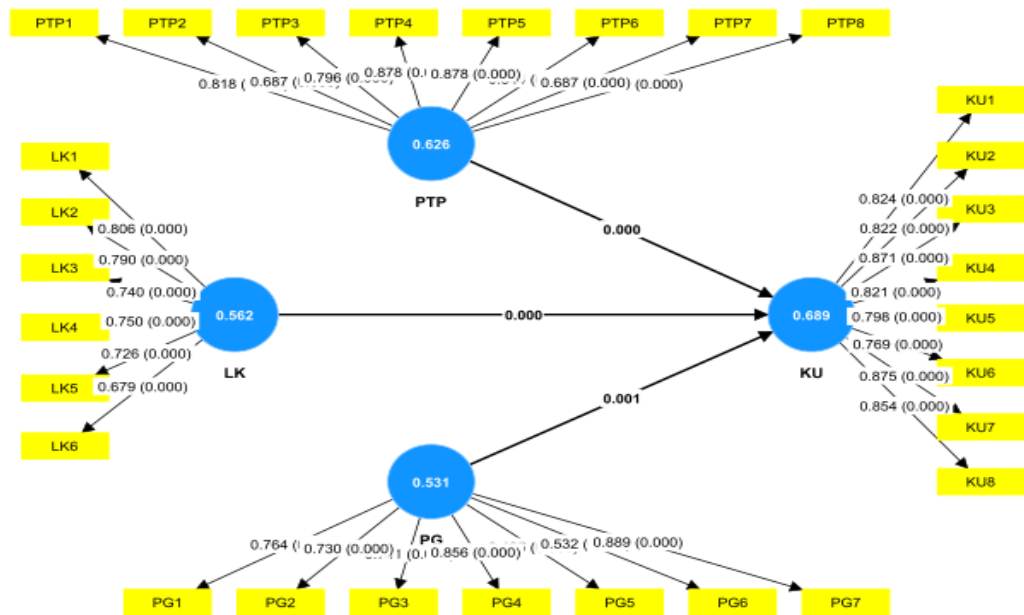 PTP1 PTP2 PTP3 PTP4 PTP5 PTP6 PTP7 PTP8
0.818 ( 0.687 ( 0.796 (0.000) 0.878 (0.0 0.878 (0.000) 0.687 (0.000) (0.000)
0.626
PTP
LK1
LK2
LK3
LK4
LK5
LK6
0.806 (0.000)
0.790 (0.000)
0.740 (0.000)
0.750 (0.000)
0.726 (0.000)
0.679 (0.000)
0.562
LK
0.000
0.000
0.001
KU1
KU2
KU3
KU4
KU5
KU6
KU7
KU8
0.824 (0.000)
0.822 (0.000)
0.871 (0.000)
0.821 (0.000)
0.798 (0.000)
0.769 (0.000)
0.875 (0.000)
0.854 (0.000)
0.689
KU
0.531
PG
0.764 ( 0.730 (0.000) 0.856 (0.000) 0.532 ( 0.889 (0.000)
PG1 PG2 PG3 PG4 PG5 PG6 PG7